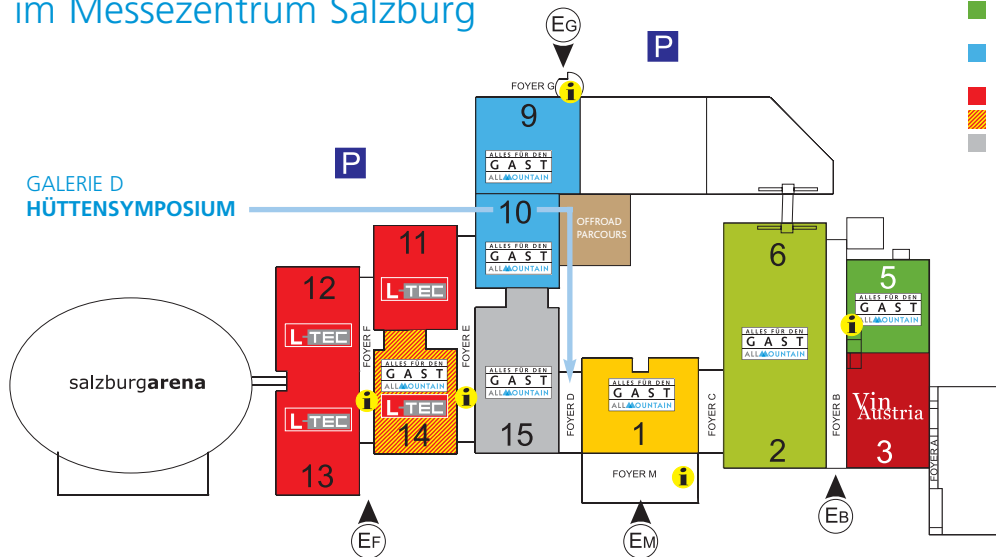 im Messezentrum Salzburg
EG
P
FOYER G
i
9
ALLES FÜR DEN
GAST
ALLMOUNTAIN
P
GALERIE D
HÜTTENSYMPOSIUM
10
OFFROAD
PARCOURS
ALLES FÜR DEN
GAST
ALLMOUNTAIN
11
L-TEC
12
L-TEC
6
5
ALLES FÜR DEN
GAST
ALLMOUNTAIN
i
FOYER F
FOYER E
salzburgarena
ALLES FÜR DEN
GAST
ALLMOUNTAIN
L-TEC
14
i
i
L-TEC
13
ALLES FÜR DEN
GAST
ALLMOUNTAIN
15
FOYER D
ALLES FÜR DEN
GAST
ALLMOUNTAIN
1
FOYER C
ALLES FÜR DEN
GAST
ALLMOUNTAIN
2
FOYER B
Vin
Austria
3
FOYER A
FOYER M
i
EF
EM
EB